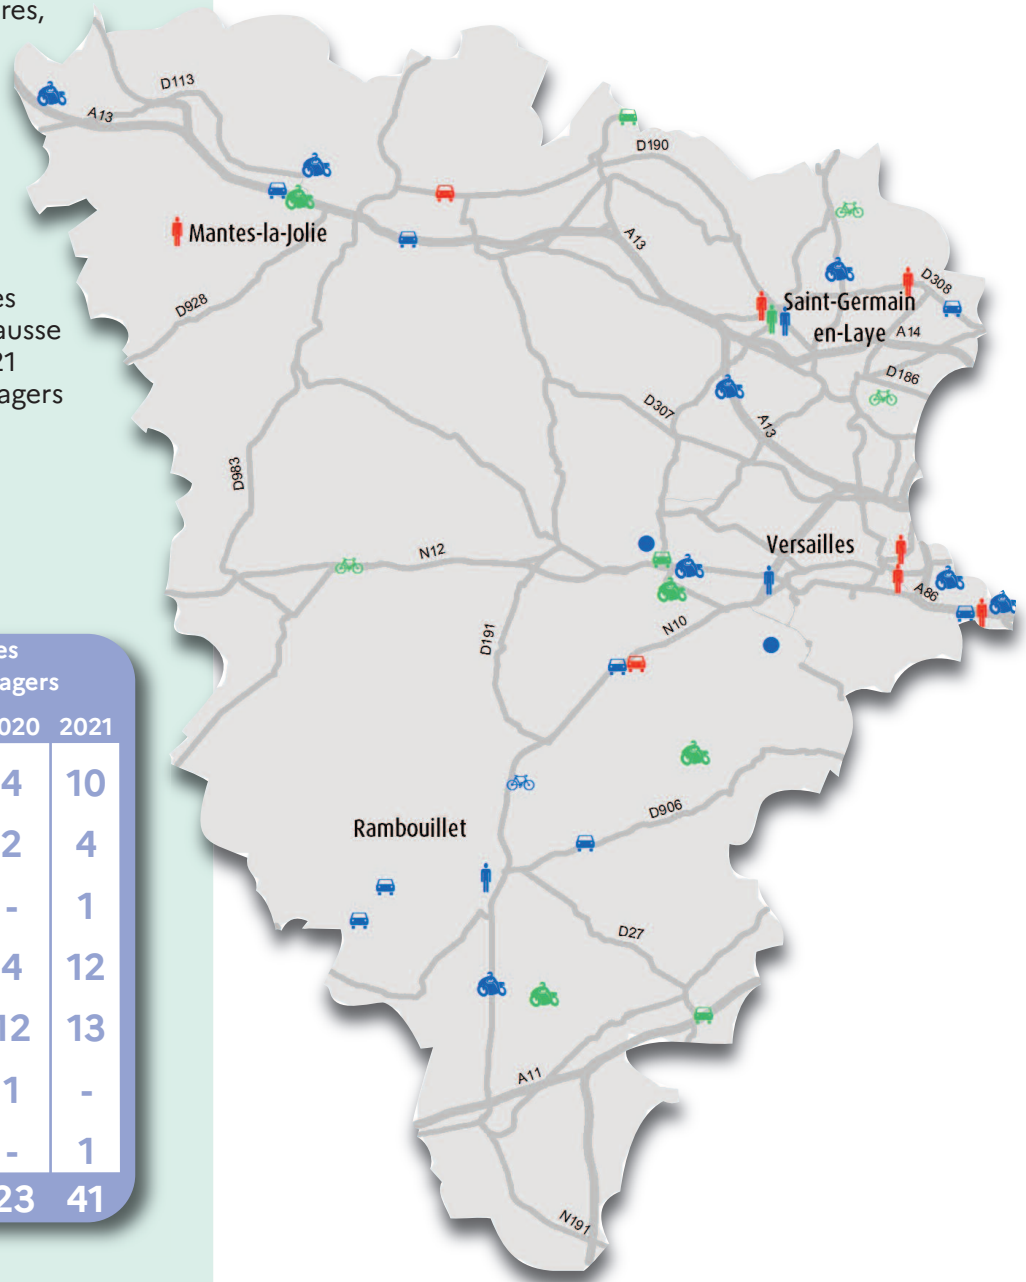 res,
es
ausse
21
agers
es
agers
020 2021
4 10
2 4
- 1
4 12
12 13
1 -
- 1
23 41
D113
A13
D190
Mantes-la-Jolie
A13
D928
D308
Saint-Germain
en-Laye
A14
D186
D307
A13
D983
N12
Versailles
A86
D191
N10
D906
Rambouillet
D27
A11
N191